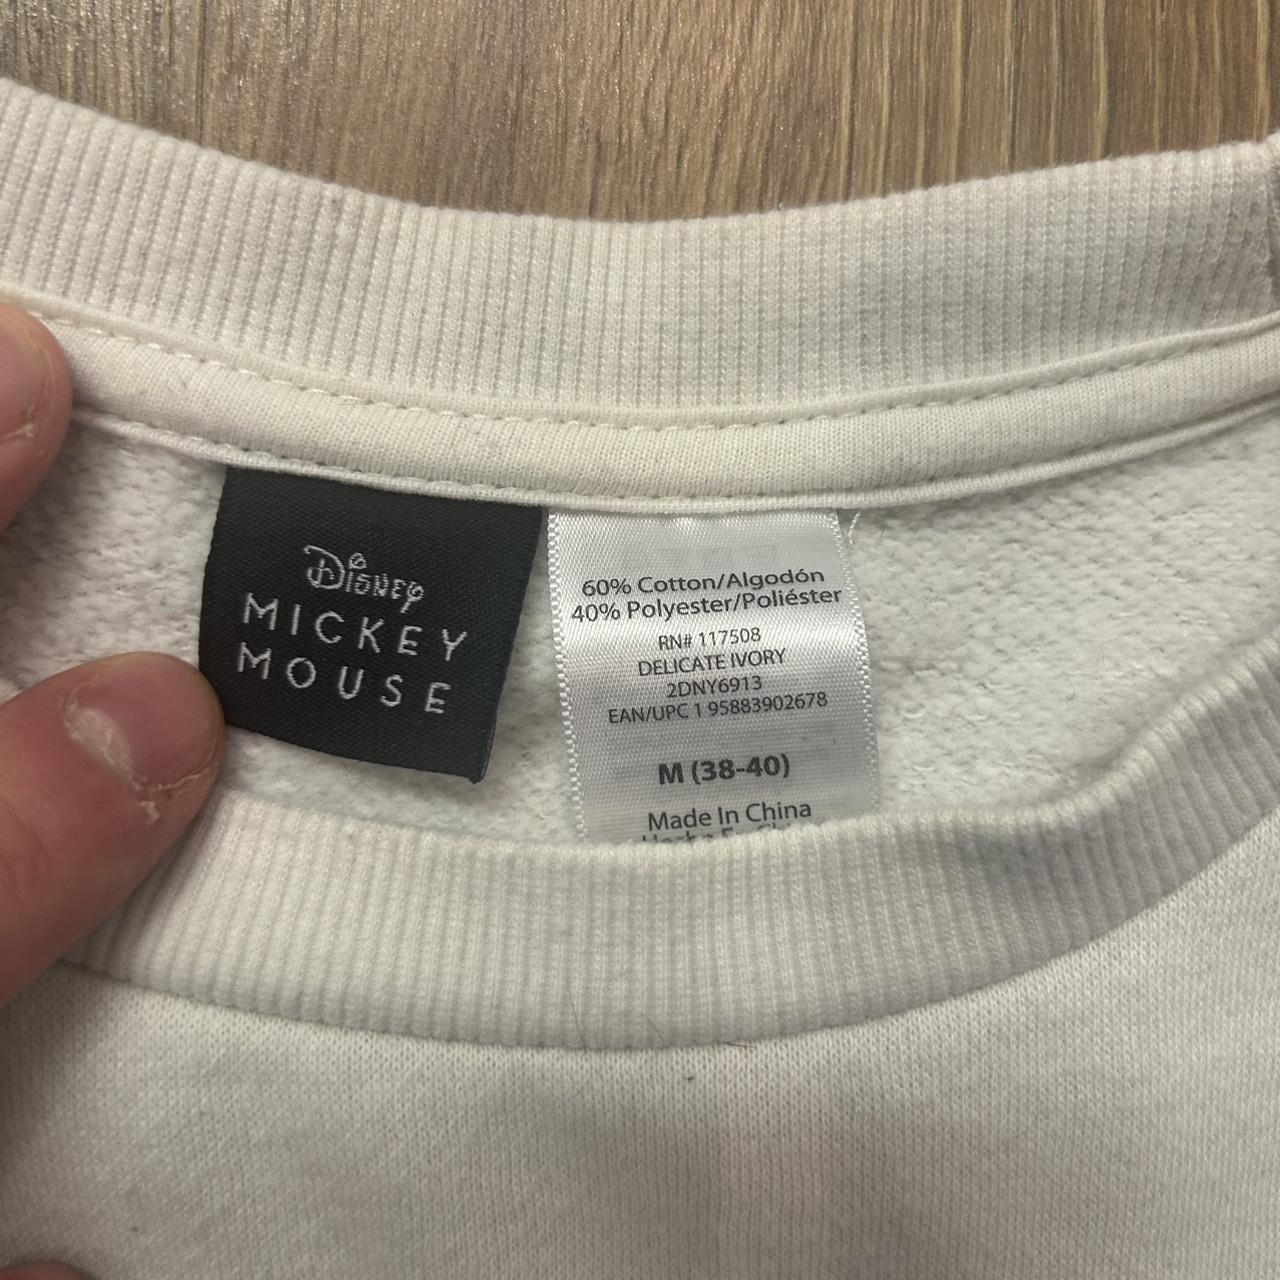 Disney
MICKEY
MOUSE
60% Cotton/Algodón
40% Polyester/Poliéster
RN# 117508
DELICATE IVORY
2DNY6913
EAN/UPC 1 95883902678
M (38-40)
Made In China